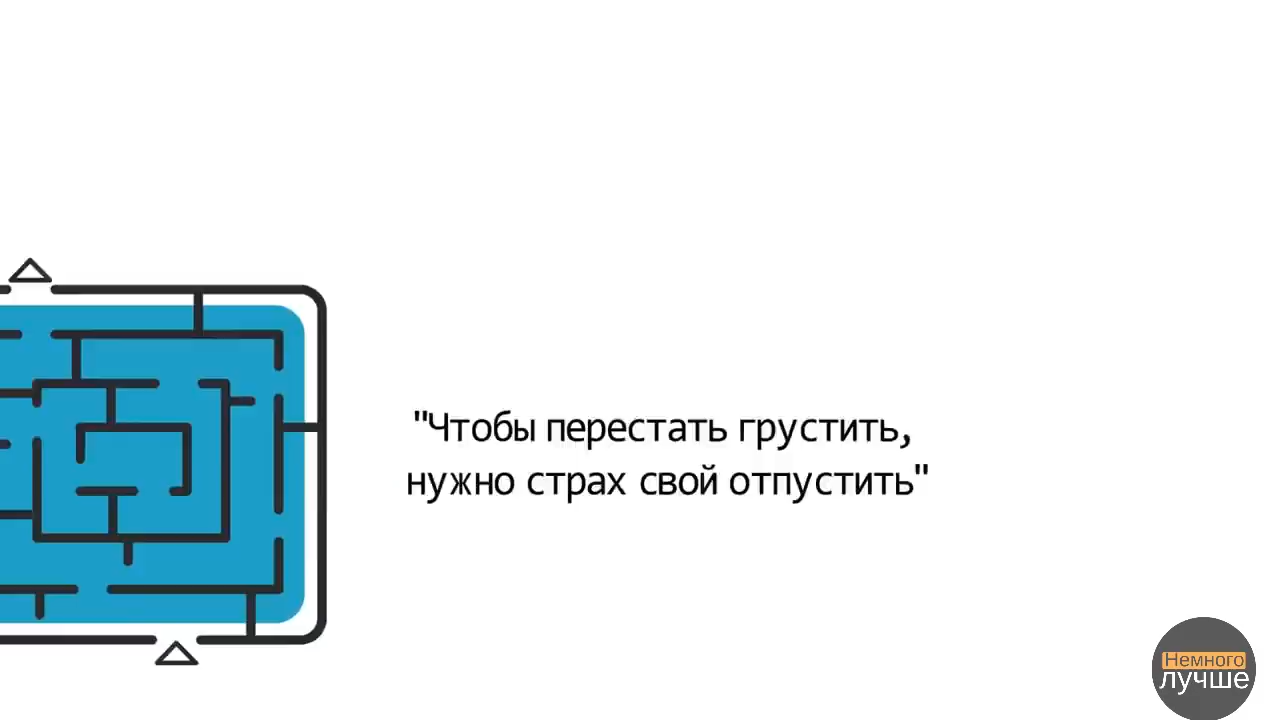 "Чтобы перестать грустить,
нужно страх свой отпустить"
Немного
лучше